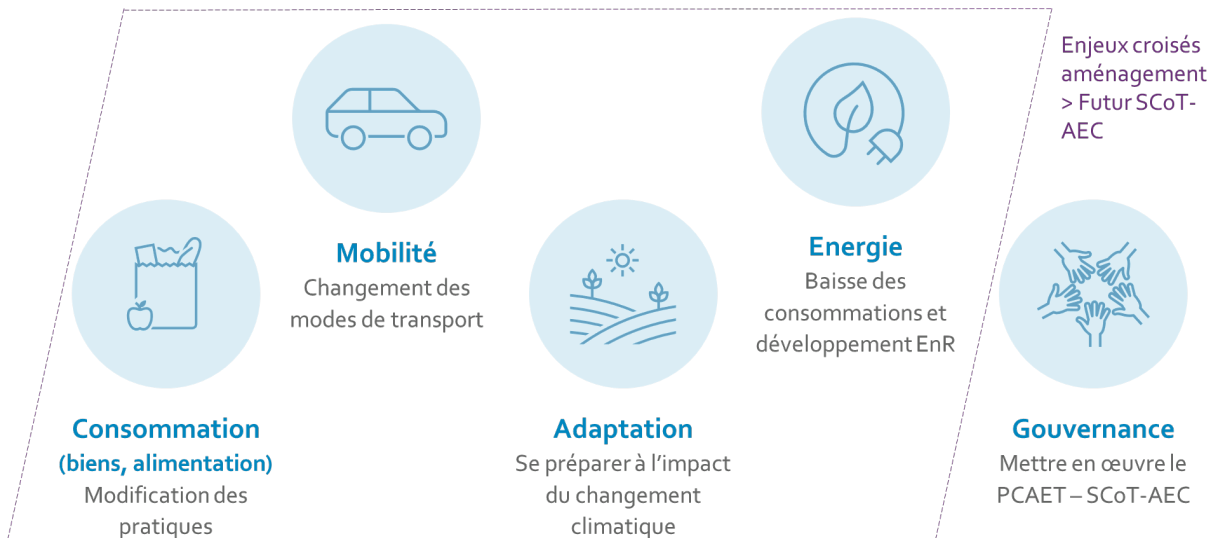 Enjeux croisés
aménagement
> Futur SCoT-
AEC
Consommation
(biens, alimentation)
Modification des
pratiques
Mobilité
Changement des
modes de transport
Adaptation
Se préparer à l’impact
du changement
climatique
Energie
Baisse des
consommations et
développement EnR
Gouvernance
Mettre en œuvre le
PCAET – SCoT-AEC